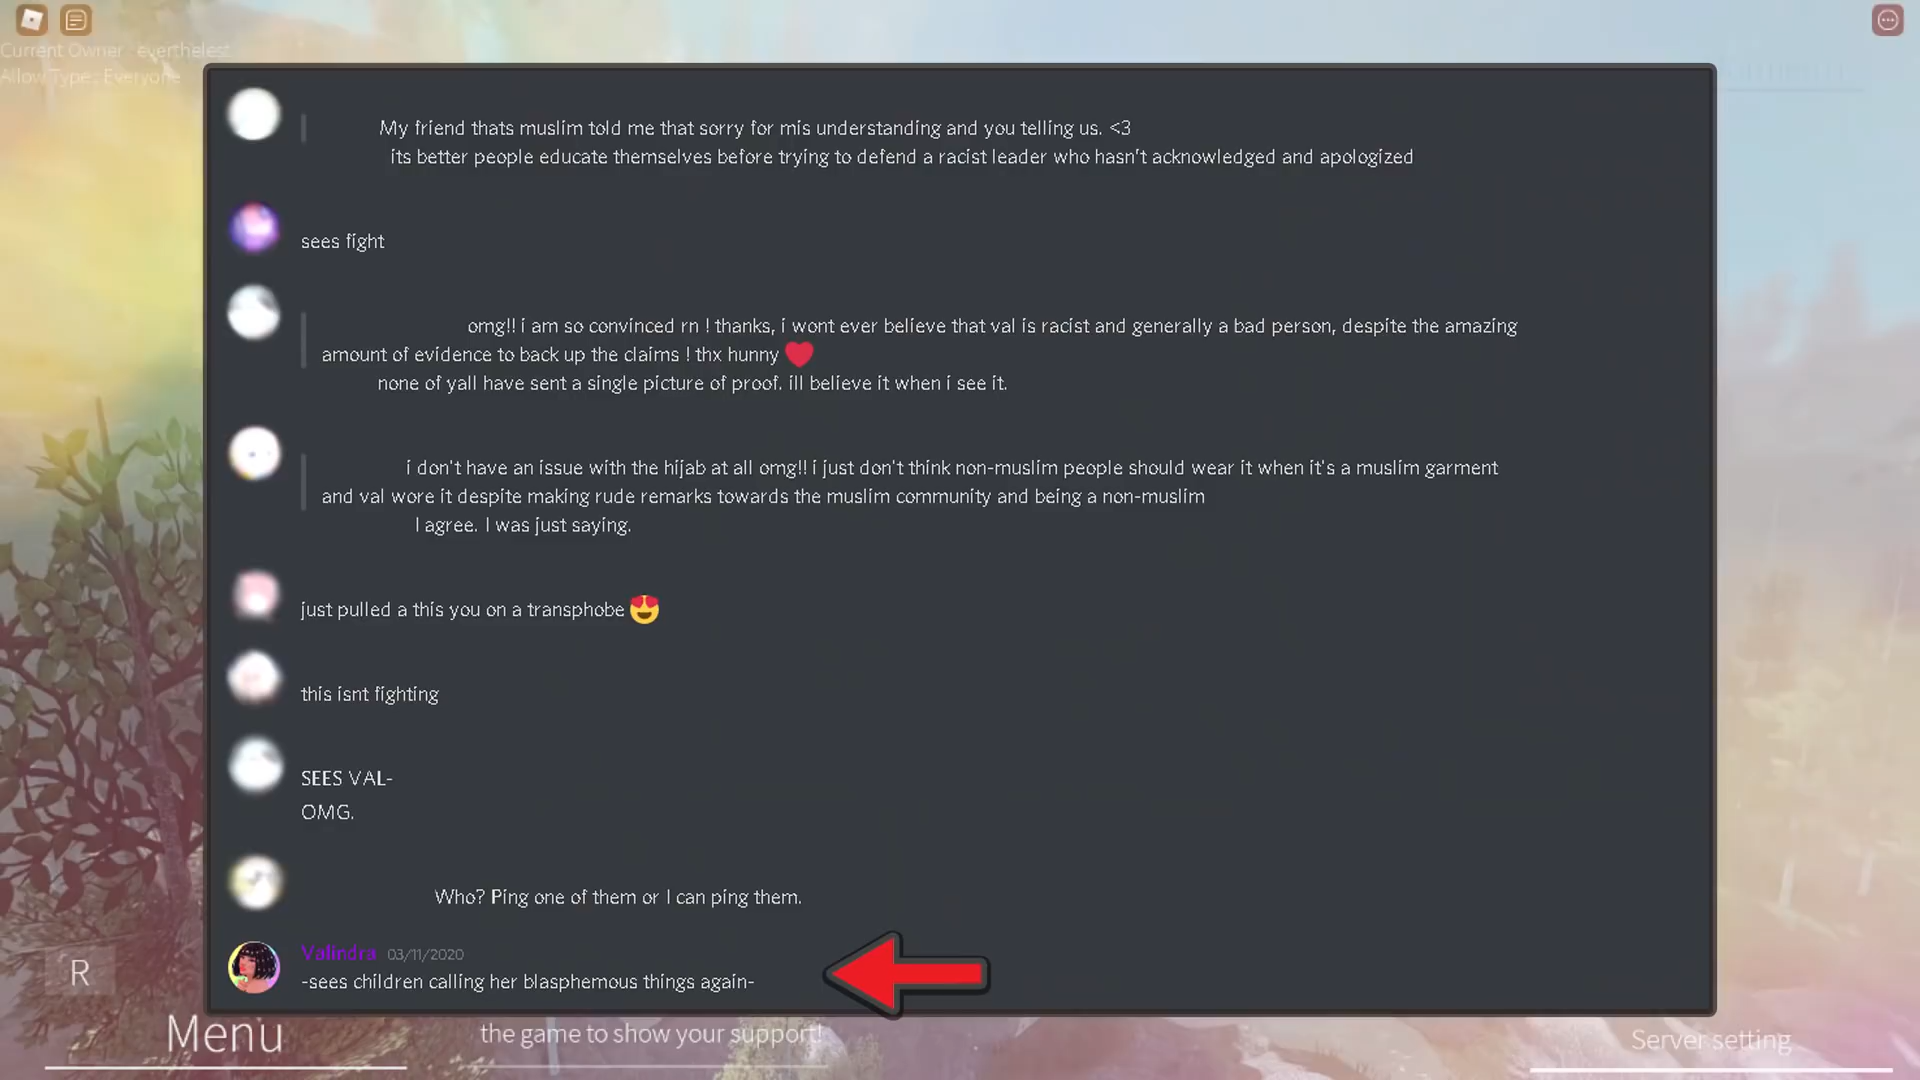 Current Owner : everthelest
Allow Type : Everyone
My friend thats muslim told me that sorry for mis understanding and you telling us. <3
its better people educate themselves before trying to defend a racist leader who hasn't acknowledged and apologized
sees fight
omg!! i am so convinced rn ! thanks, i wont ever believe that val is racist and generally a bad person, despite the amazing
amount of evidence to back up the claims ! thx hunny ❤️
none of yall have sent a single picture of proof. ill believe it when i see it.
i don't have an issue with the hijab at all omg!! i just don't think non-muslim people should wear it when it's a muslim garment
and val wore it despite making rude remarks towards the muslim community and being a non-muslim
I agree. I was just saying.
just pulled a this you on a transphobe 😍
this isnt fighting
SEES VAL-
OMG.
Who? Ping one of them or I can ping them.
Valindra 03/11/2020
-sees children calling her blasphemous things again-
R
Menu
the game to show your support!
Server setting